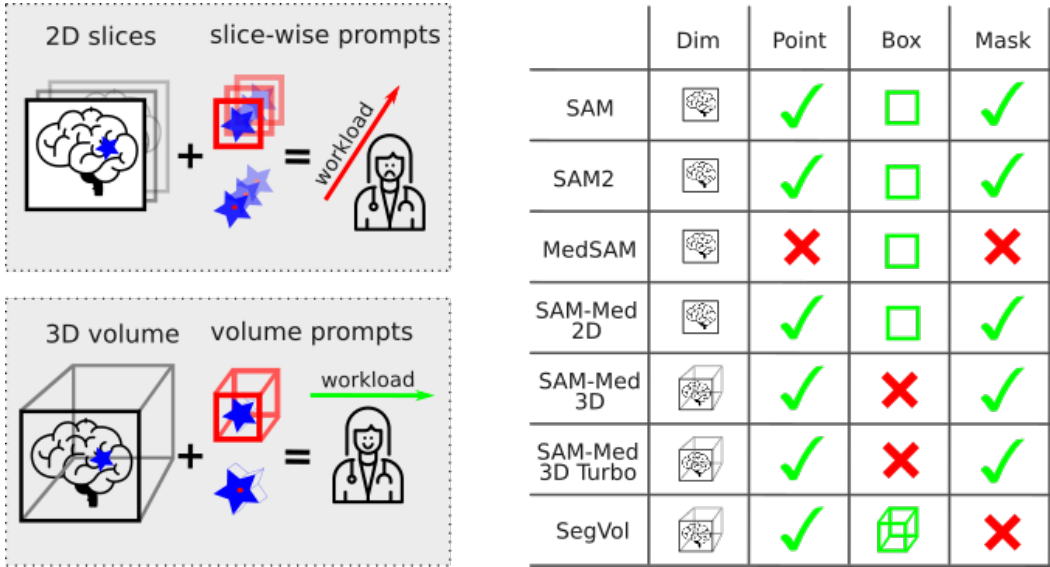 2D slices
slice-wise prompts
workload
3D volume
volume prompts
workload
Dim Point Box Mask
SAM
SAM2
MedSAM
SAM-Med
2D
SAM-Med
3D
SAM-Med
3D Turbo
SegVol